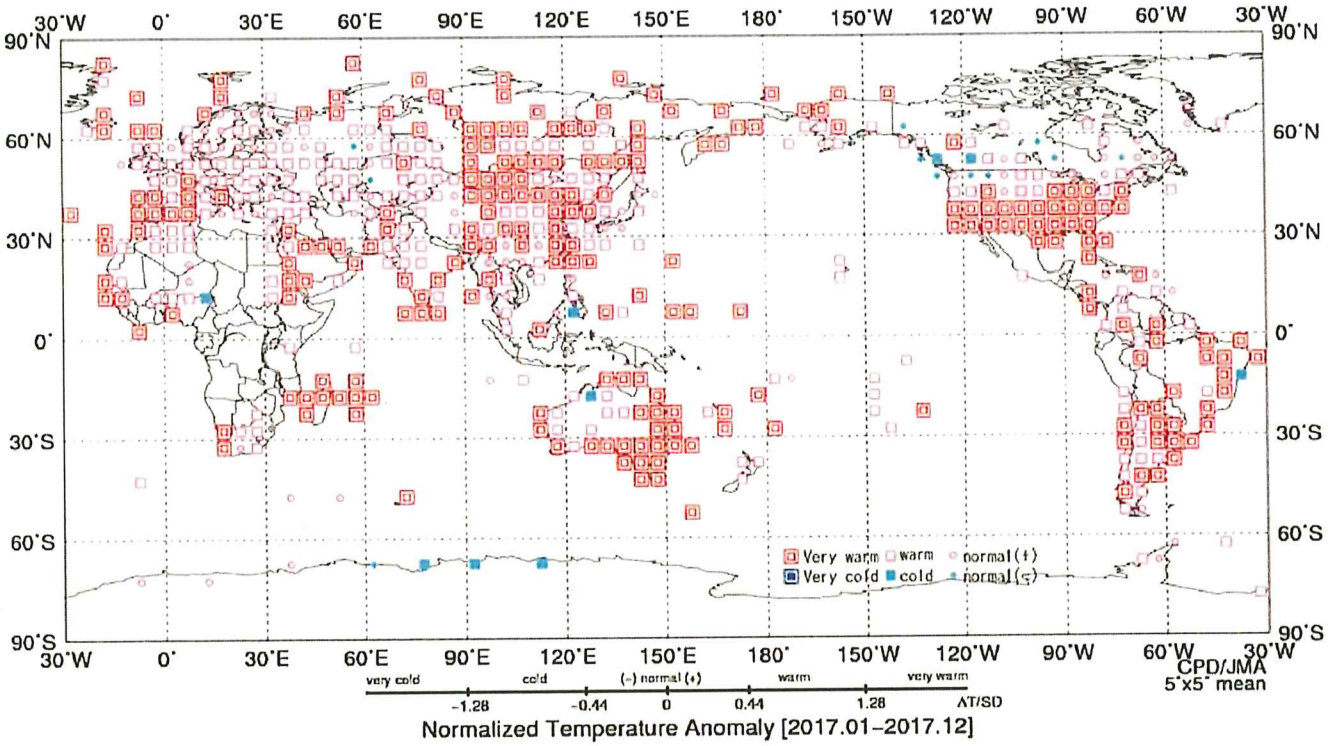 30°W 0° 30°E 60°E 90°E 120°E 150°E 180° 150°W 120°W 90°W 60°W 30°W
90°N 90°N
60°N 60°N
30°N 30°N
0° 0°
30°S 30°S
60°S 60°S
Very warm warm normal(+)
Very cold cold normal(-)
90°S 90°S
30°W 0° 30°E 60°E 90°E 120°E 150°E 180° 150°W 120°W 90°W 60°W 30°W
CPD/JMA
5°x5° mean
very cold cold (-) normal (+) warm very warm
-1.28 -0.44 0 0.44 1.28 ΔT/SD
Normalized Temperature Anomaly [2017.01-2017.12]